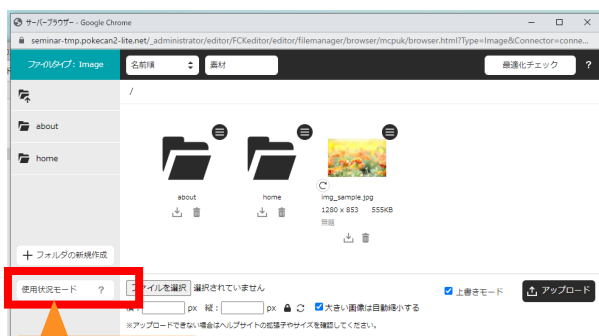 サーバーブラウザー - Google Chrome
seminar-tmp.pokecan2-lite.net/_administrator/editor/FCKeditor/editor/filemanager/browser/mcpuk/browser.html?Type=Image&Connector=conne...
ファイルタイプ: Image
名前順
素材
最適化チェック
?
/
about
home
about
home
img_sample.jpg
1280 x 853 555KB
無題
+ フォルダの新規作成
使用状況モード ?
ファイルを選択 選択されていません
上書きモード
アップロード
横: px 縦: px
大きい画像は自動縮小する
※アップロードできない場合はヘルプサイトの拡張子やサイズを確認してください。